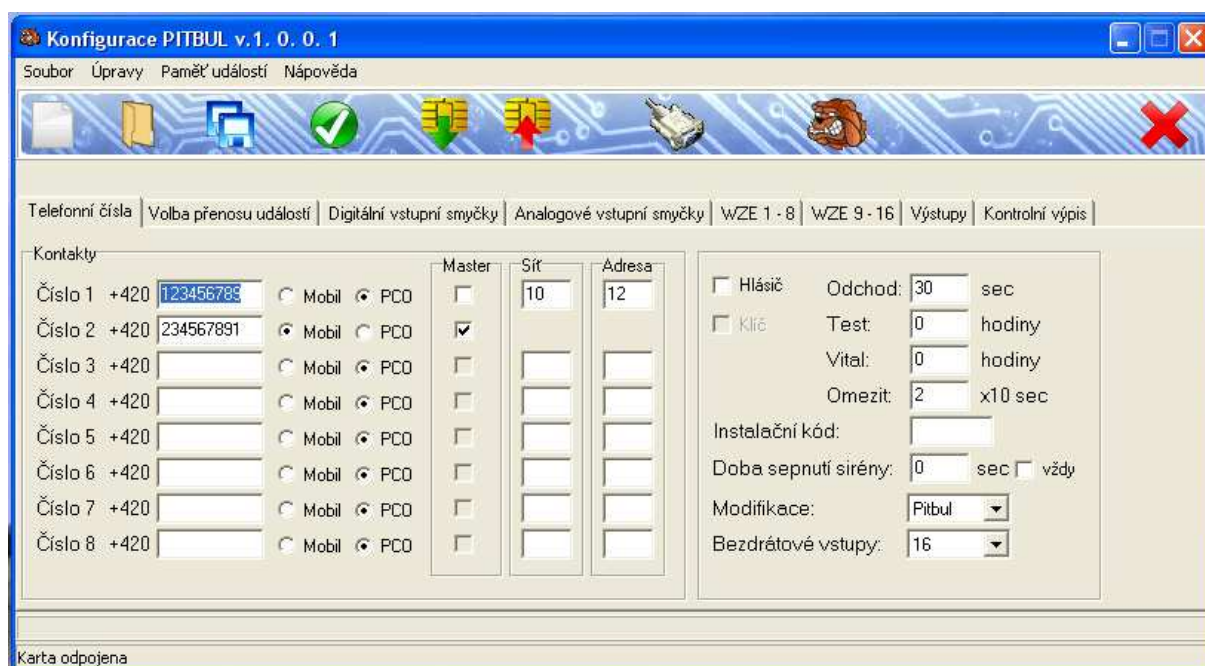 Konfigurace PITBUL v.1. 0. 0. 1
Soubor Úpravy Paměť událostí Nápověda
Telefonní čísla Volba přenosu událostí Digitální vstupní smyčky Analogové vstupní smyčky WZE 1 - 8 WZE 9 - 16 Výstupy Kontrolní výpis
Kontakty Master Síť Adresa
Číslo 1 +420 123456789 Mobil PCO 10 12
Číslo 2 +420 234567891 Mobil PCO
Číslo 3 +420 Mobil PCO
Číslo 4 +420 Mobil PCO
Číslo 5 +420 Mobil PCO
Číslo 6 +420 Mobil PCO
Číslo 7 +420 Mobil PCO
Číslo 8 +420 Mobil PCO
Hlásič Odchod: 30 sec
Klíč Test: 0 hodiny
Vital: 0 hodiny
Omezit: 2 x10 sec
Instalační kód:
Doba sepnutí sirény: 0 sec vždy
Modifikace: Pitbul
Bezdrátové vstupy: 16
Karta odpojena